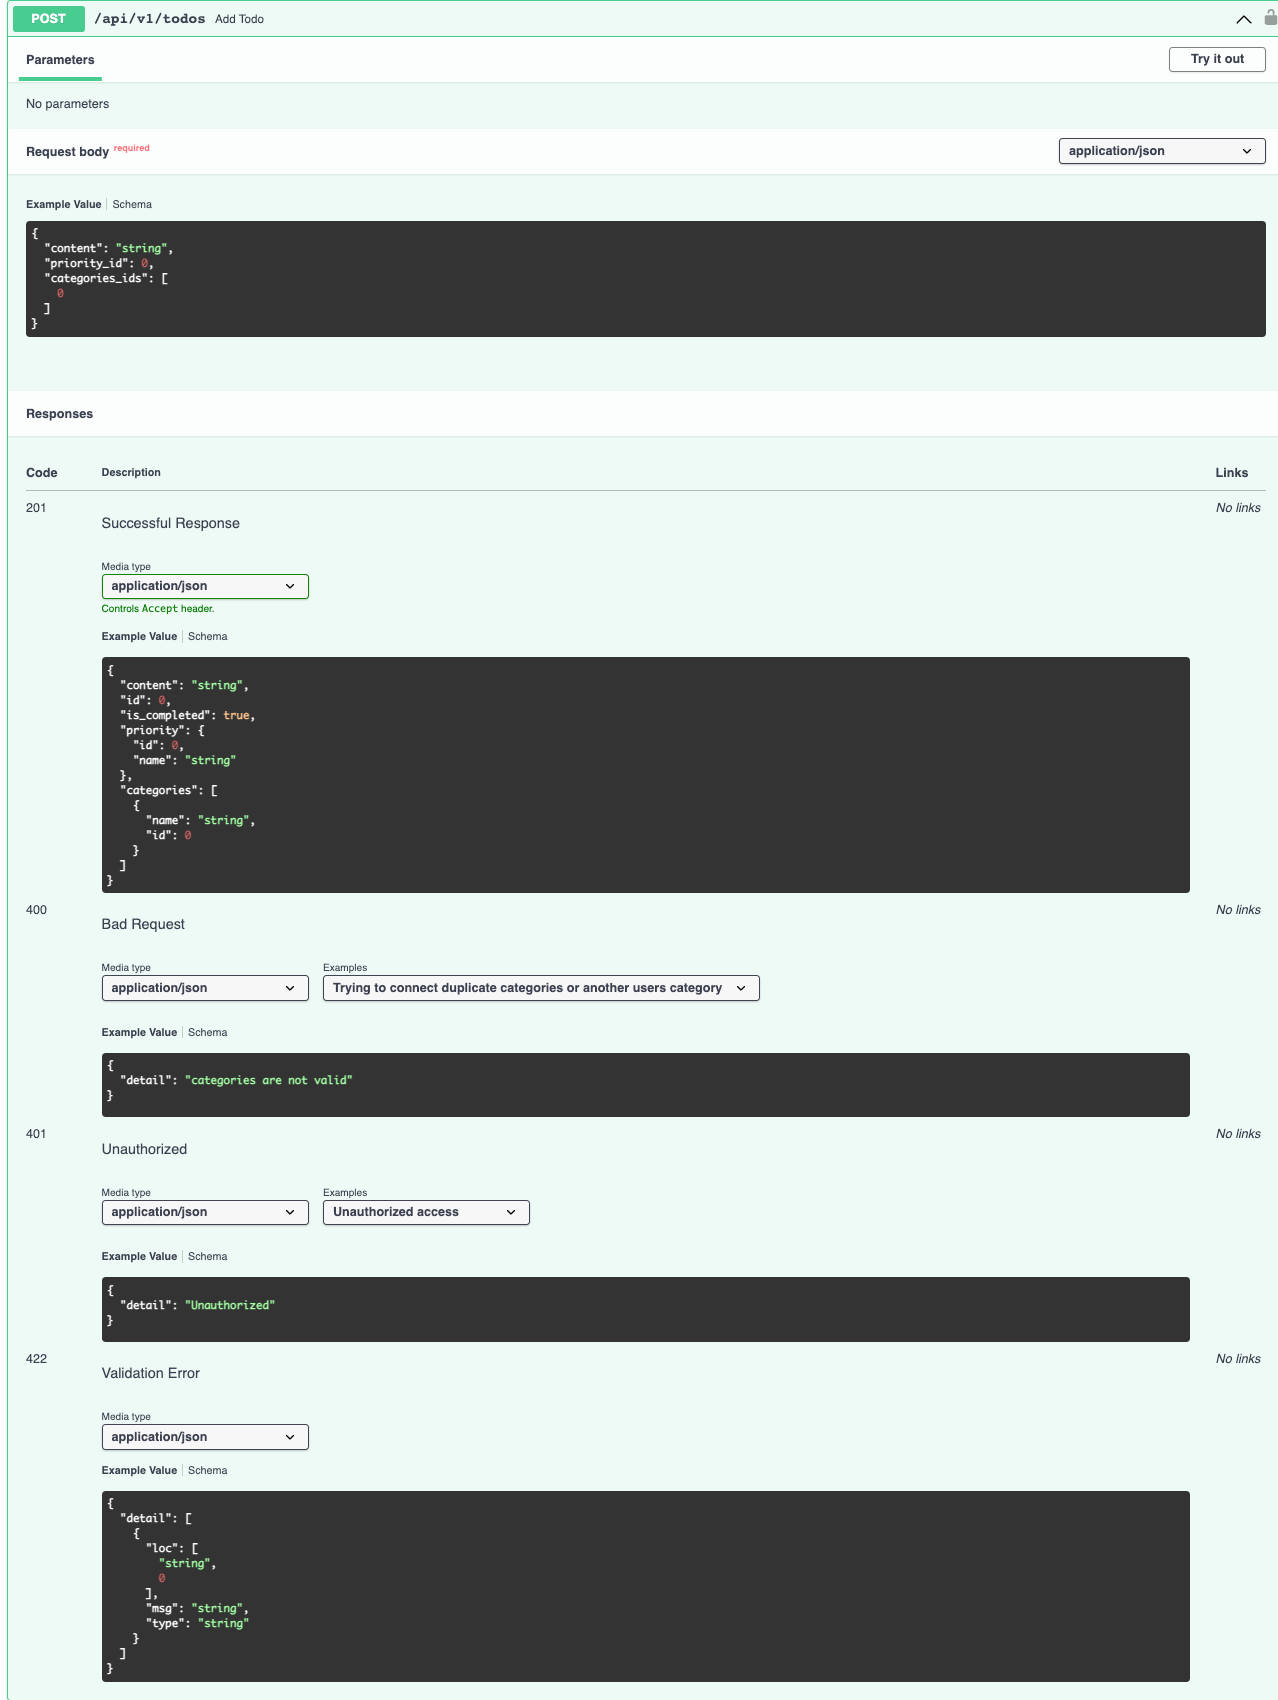 POST /api/v1/todos Add Todo
Parameters Try it out
No parameters
Request body required application/json
Example Value Schema
{
  "content": "string",
  "priority_id": 0,
  "categories_ids": [
    0
  ]
}
Responses
Code Description Links
201 No links
Successful Response
Media type
application/json
Controls Accept header.
Example Value Schema
{
  "content": "string",
  "id": 0,
  "is_completed": true,
  "priority": {
    "id": 0,
    "name": "string"
  },
  "categories": [
    {
      "name": "string",
      "id": 0
    }
  ]
}
400 No links
Bad Request
Media type Examples
application/json Trying to connect duplicate categories or another users category
Example Value Schema
{
  "detail": "categories are not valid"
}
401 No links
Unauthorized
Media type Examples
application/json Unauthorized access
Example Value Schema
{
  "detail": "Unauthorized"
}
422 No links
Validation Error
Media type
application/json
Example Value Schema
{
  "detail": [
    {
      "loc": [
        "string",
        0
      ],
      "msg": "string",
      "type": "string"
    }
  ]
}